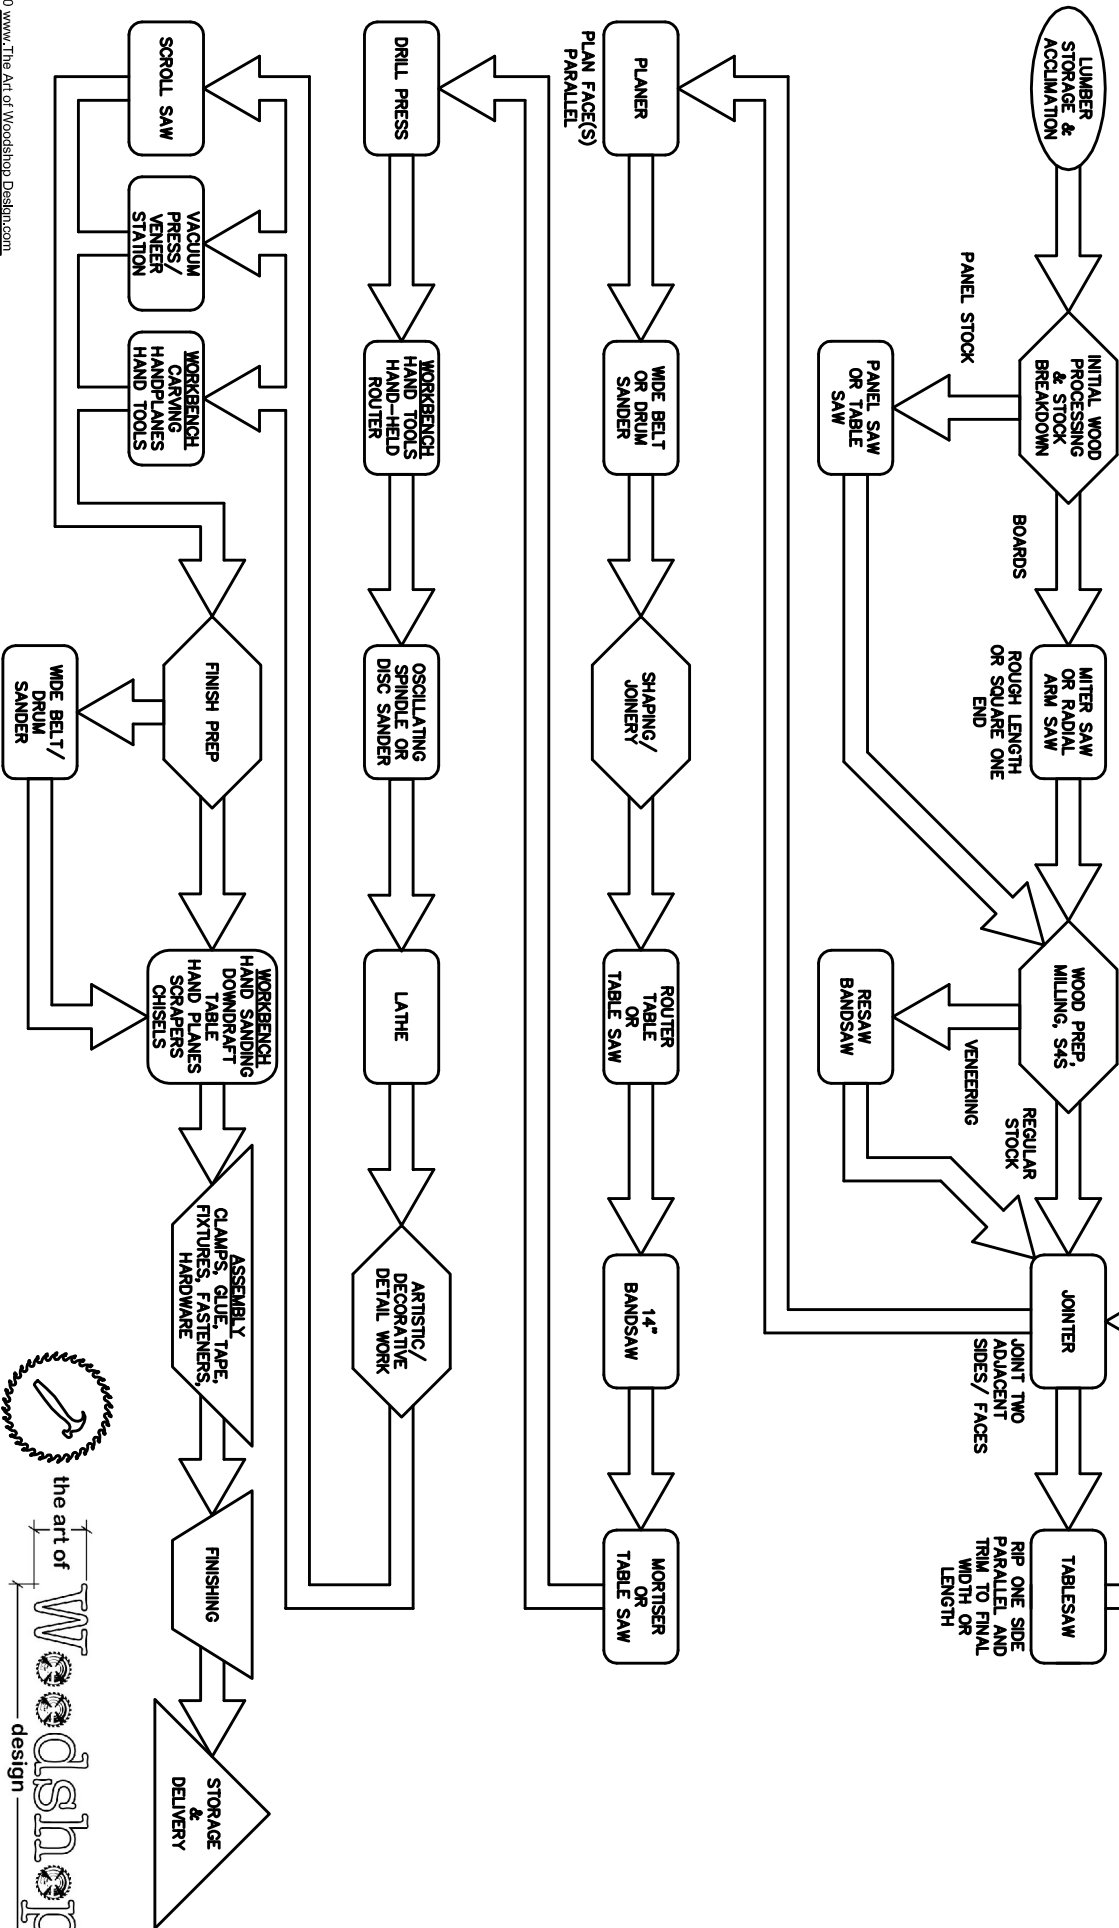 LUMBER
STORAGE &
ACCLIMATION
INITIAL WOOD
PROCESSING
& STOCK
BREAKDOWN
BOARDS
MITER SAW
OR RADIAL
ARM SAW
ROUGH LENGTH
OR SQUARE ONE
END
WOOD PREP,
MILLING, S4S
REGULAR
STOCK
JOINTER
JOINT TWO
ADJACENT
SIDES/ FACES
TABLESAW
RIP ONE SIDE
PARALLEL AND
TRIM TO FINAL
WIDTH OR
LENGTH
PANEL STOCK
PANEL SAW
OR TABLE
SAW
VENEERING
RESAW
BANDSAW
PLANER
PLAN FACE(S)
PARALLEL
WIDE BELT
OR DRUM
SANDER
SHAPING/
JOINERY
ROUTER
TABLE
OR
TABLE SAW
14"
BANDSAW
MORTISER
OR
TABLE SAW
DRILL PRESS
WORKBENCH
HAND TOOLS
HAND-HELD
ROUTER
OSCILLATING
SPINDLE OR
DISC SANDER
LATHE
ARTISTIC/
DECORATIVE
DETAIL WORK
SCROLL SAW
VACUUM
PRESS/
VENEER
STATION
WORKBENCH
CARVING
HANDPLANES
HAND TOOLS
FINISH PREP
WIDE BELT/
DRUM
SANDER
WORKBENCH
HAND SANDING
DOWNDRAFT
TABLE
HAND PLANES
SCRAPERS
CHISELS
ASSEMBLY
CLAMPS, GLUE, TAPE,
FIXTURES, FASTENERS,
HARDWARE
FINISHING
STORAGE
&
DELIVERY
0 www.The Art of Woodshop Design.com
the art of
Woodshop
design